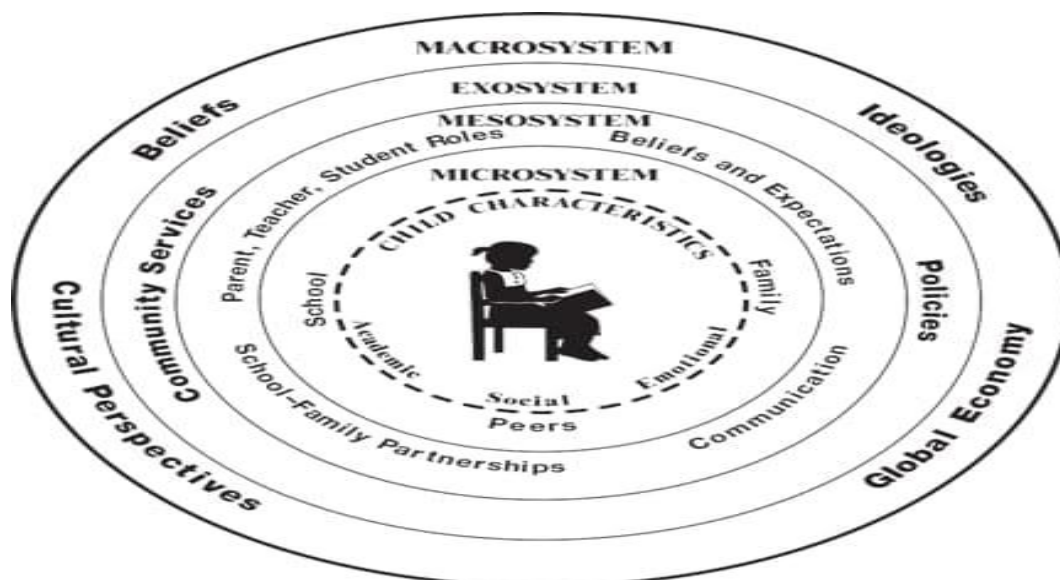 MACROSYSTEM
Beliefs
Ideologies
Cultural Perspectives
Global Economy
EXOSYSTEM
Community Services
Policies
MESOSYSTEM
Parent, Teacher, Student Roles
Beliefs and Expectations
School–Family Partnerships
Communication
MICROSYSTEM
School
Family
Peers
CHILD CHARACTERISTICS
Academic
Social
Emotional